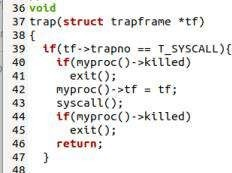 36 void
37 trap(struct trapframe *tf)
38 {
39   if(tf->trapno == T_SYSCALL){
40     if(myproc()->killed)
41       exit();
42     myproc()->tf = tf;
43     syscall();
44     if(myproc()->killed)
45       exit();
46     return;
47   }
48